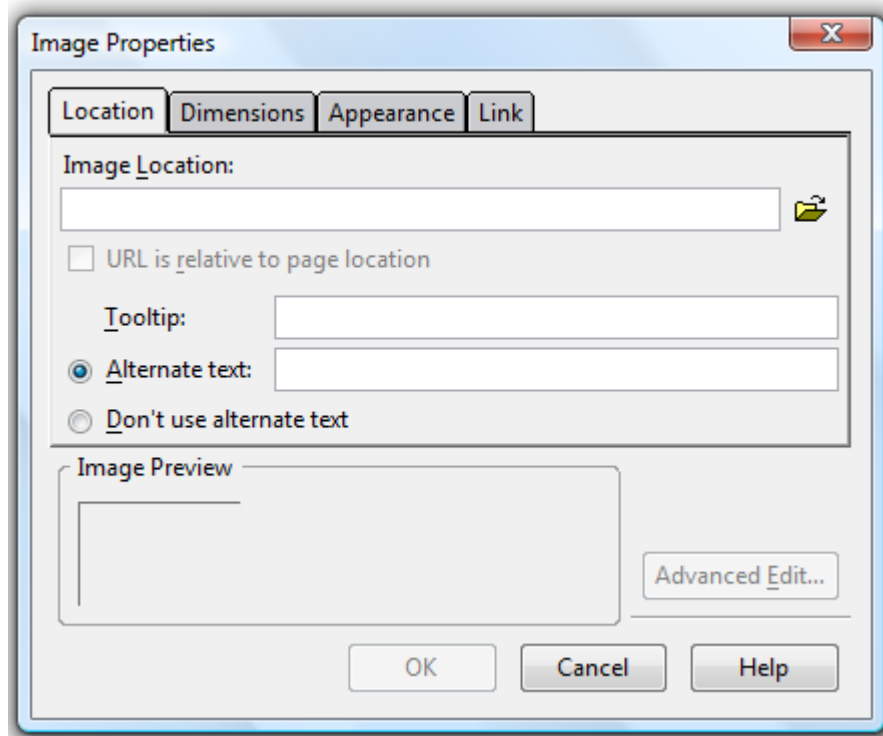 Image Properties
Location Dimensions Appearance Link
Image Location:
URL is relative to page location
Tooltip:
Alternate text:
Don't use alternate text
Image Preview
Advanced Edit...
OK Cancel Help